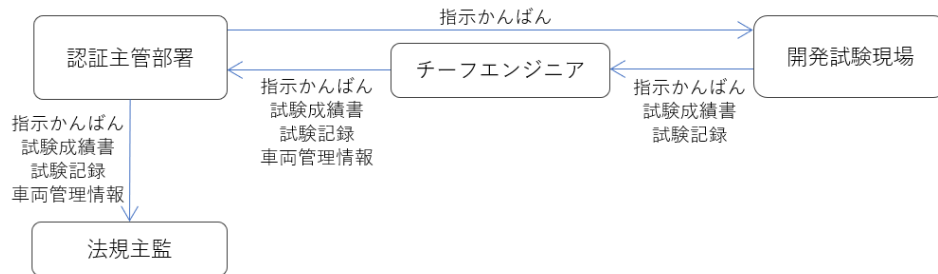 指示かんばん
認証主管部署
チーフエンジニア
開発試験現場
指示かんばん
試験成績書
試験記録
車両管理情報
指示かんばん
試験成績書
試験記録
指示かんばん
試験成績書
試験記録
車両管理情報
法規主監